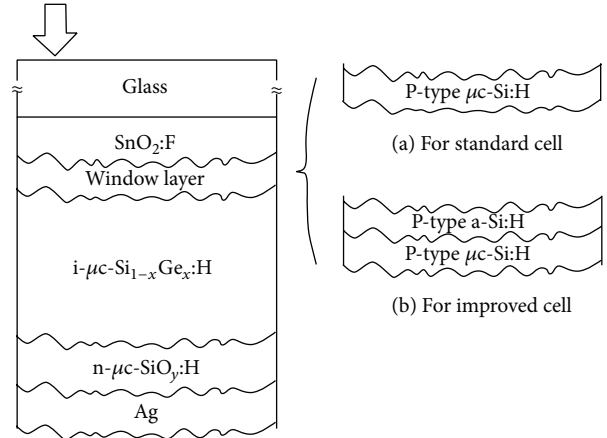 Glass
SnO₂:F
Window layer
i-μc-Si₁₋ₓGeₓ:H
n-μc-SiOᵧ:H
Ag
P-type μc-Si:H
(a) For standard cell
P-type a-Si:H
P-type μc-Si:H
(b) For improved cell